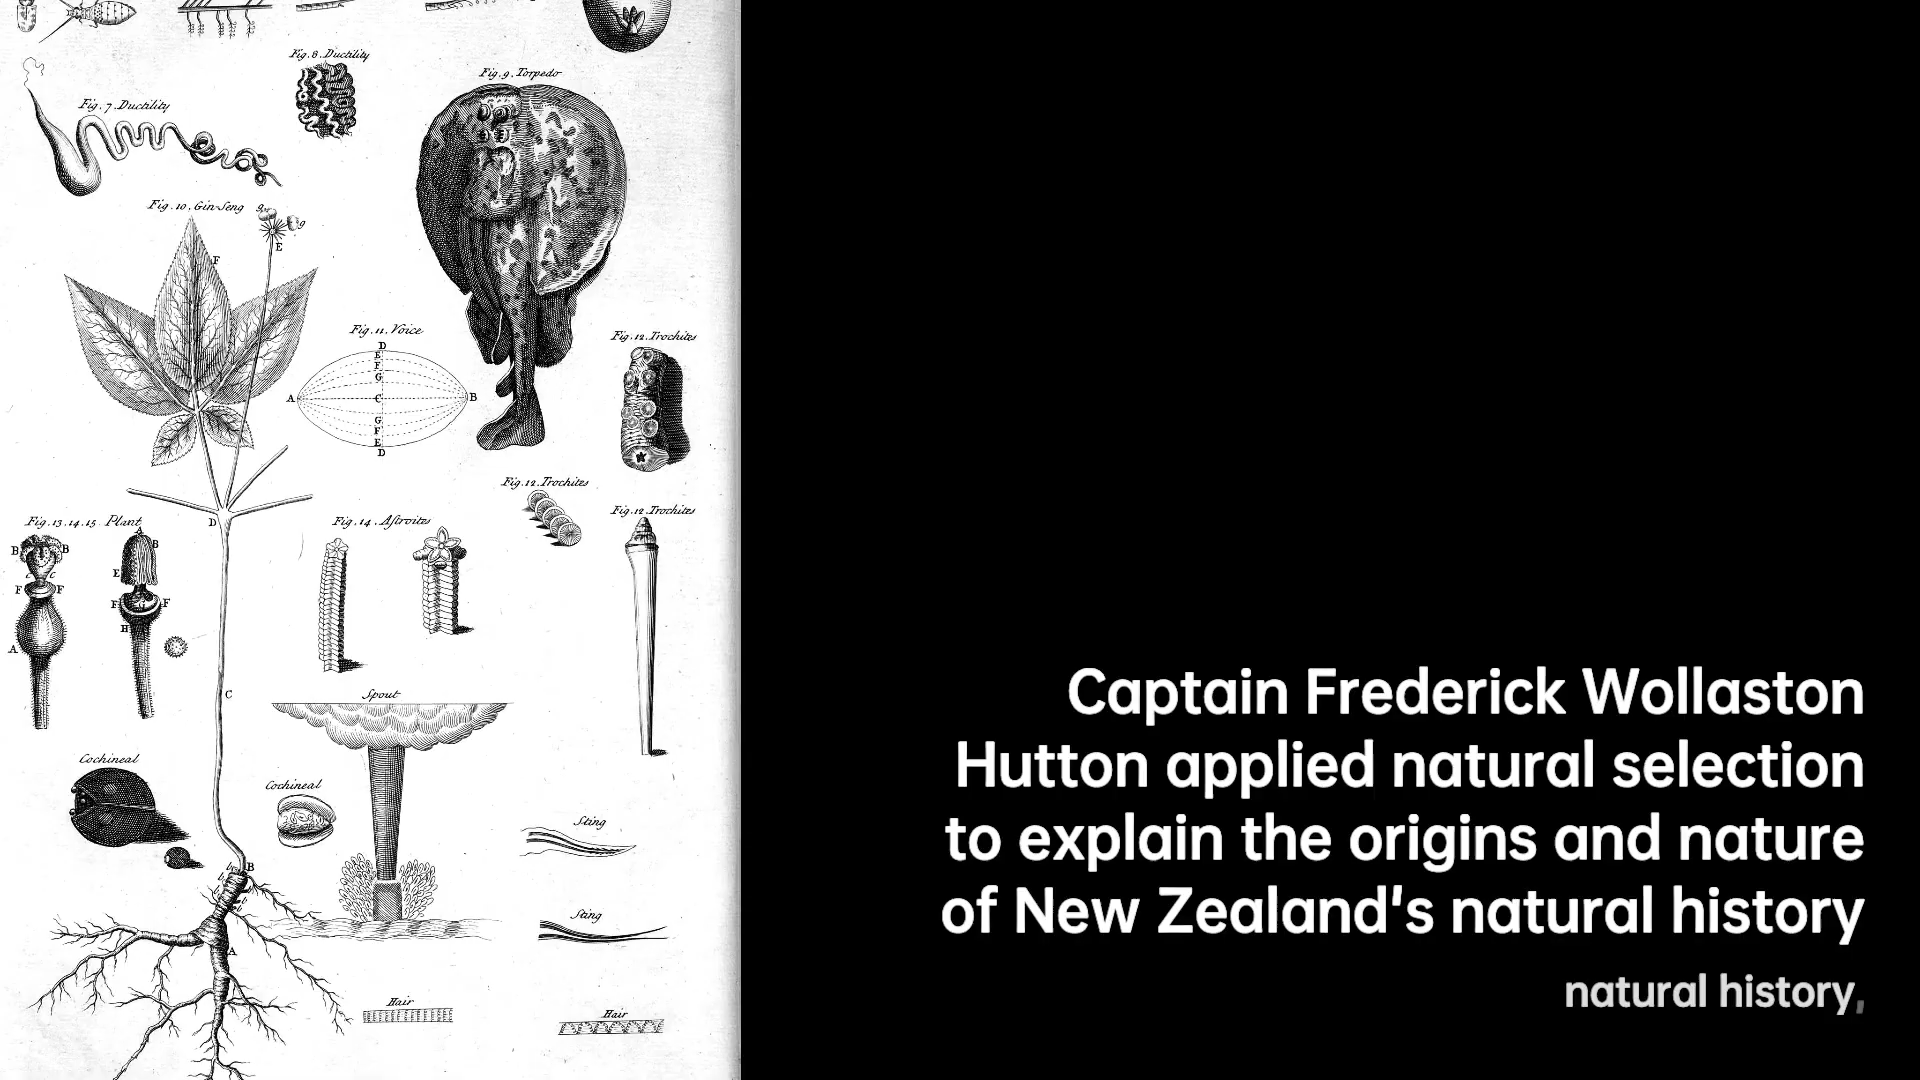 Fig. 8. Ductility
Fig. 9. Torpedo
Fig. 7. Ductility
Fig. 10. Gin-Seng
g
g
E
F
Fig. 11. Voice
D
E
F
G
A
C
B
G
F
E
D
Fig. 12. Trochites
Fig. 12. Trochites
Fig. 12. Trochites
Fig. 13. 14. 15. Plant
Fig. 14. Astroites
D
B
B
F
F
A
A
B
E
F
F
H
C
Spout
Cochineal
Cochineal
Sting
B
Sting
A
Hair
Hair
Captain Frederick Wollaston
Hutton applied natural selection
to explain the origins and nature
of New Zealand's natural history
natural history,